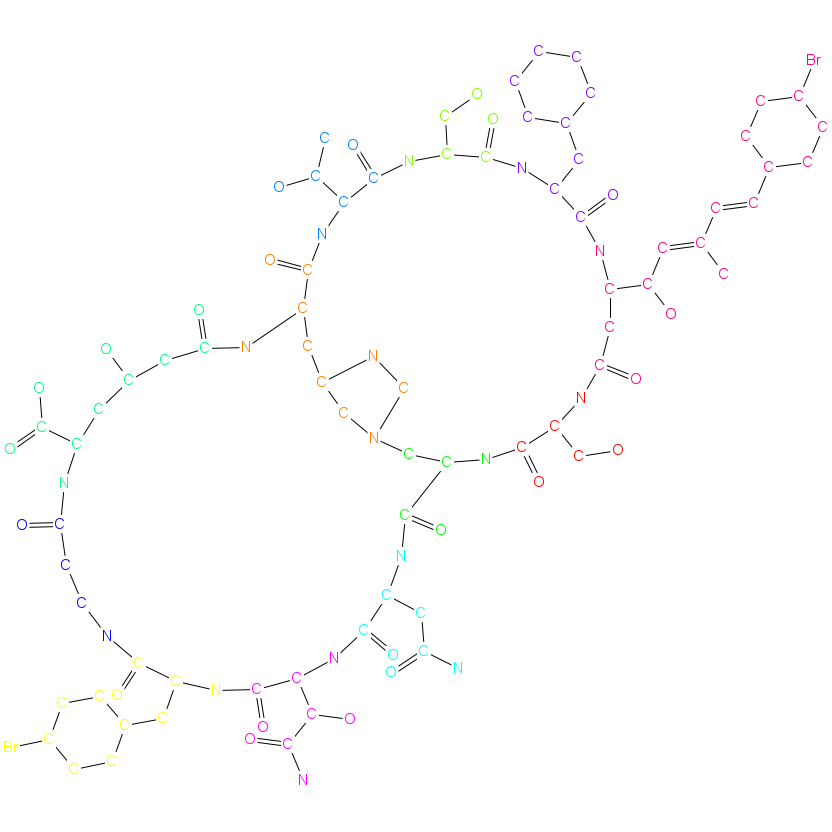 C
C Br
C
O C C C
C O C C C
C O C
N C C N C C C
O C C C
C O C C
C
N N C C
O C C
C C
O C O
C
O C N C N
C C
C C C O
O N
C C
C C
O C N C C N C C O
N O
O C C O
C N
C C C
N C
C N O C
C C O N
C C O N C
C C O C O
Br C O C
C C
N